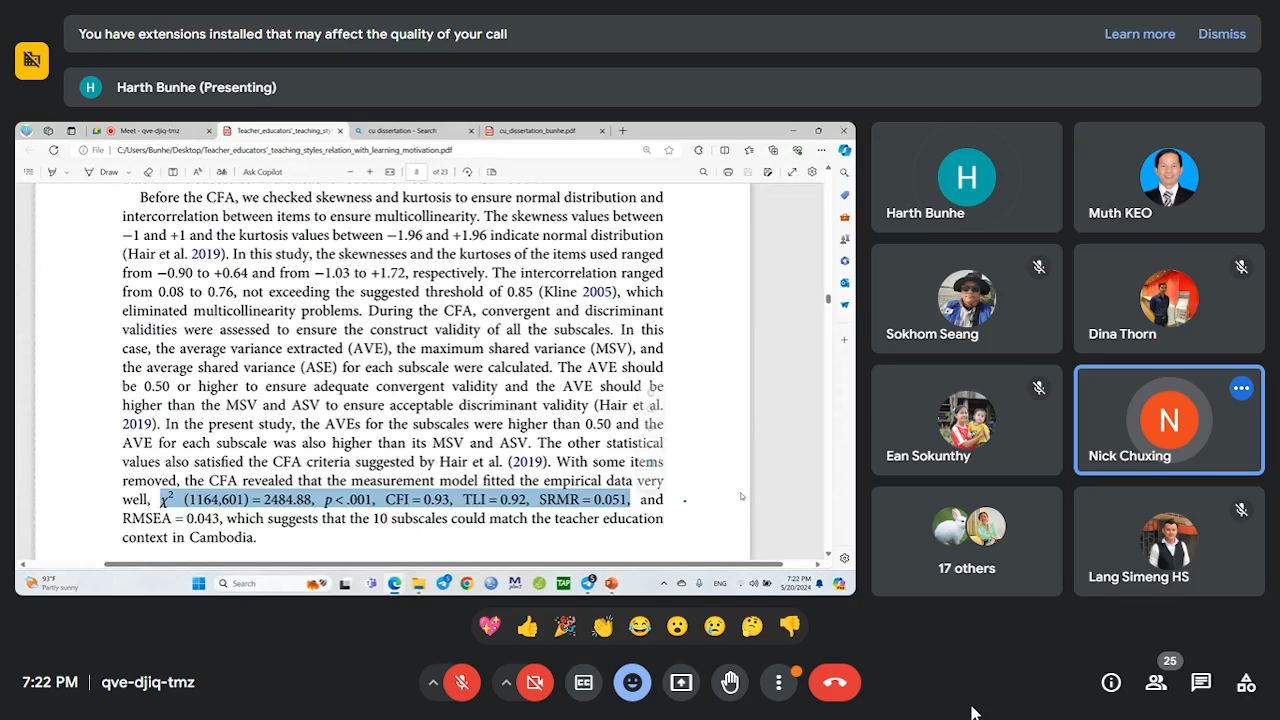 You have extensions installed that may affect the quality of your call
Learn more
Dismiss
H
Harth Bunhe (Presenting)
Meet - qve-djiq-tmz
Teacher_educators'_teaching_sty
cu dissertation - Search
cu_dissertation_bunhe.pdf
File
C:/Users/Bunhe/Desktop/Teacher_educators'_teaching_styles_relation_with_learning_motivation.pdf
Draw
Ask Copilot
8
of 23
Before the CFA, we checked skewness and kurtosis to ensure normal distribution and
intercorrelation between items to ensure multicollinearity. The skewness values between
−1 and +1 and the kurtosis values between −1.96 and +1.96 indicate normal distribution
(Hair et al. 2019). In this study, the skewnesses and the kurtoses of the items used ranged
from −0.90 to +0.64 and from −1.03 to +1.72, respectively. The intercorrelation ranged
from 0.08 to 0.76, not exceeding the suggested threshold of 0.85 (Kline 2005), which
eliminated multicollinearity problems. During the CFA, convergent and discriminant
validities were assessed to ensure the construct validity of all the subscales. In this
case, the average variance extracted (AVE), the maximum shared variance (MSV), and
the average shared variance (ASE) for each subscale were calculated. The AVE should
be 0.50 or higher to ensure adequate convergent validity and the AVE should be
higher than the MSV and ASV to ensure acceptable discriminant validity (Hair et al.
2019). In the present study, the AVEs for the subscales were higher than 0.50 and the
AVE for each subscale was also higher than its MSV and ASV. The other statistical
values also satisfied the CFA criteria suggested by Hair et al. (2019). With some items
removed, the CFA revealed that the measurement model fitted the empirical data very
well, χ² (1164,601) = 2484.88, p < .001, CFI = 0.93, TLI = 0.92, SRMR = 0.051, and
RMSEA = 0.043, which suggests that the 10 subscales could match the teacher education
context in Cambodia.
93°F
Partly sunny
Search
TAP
ENG
7:22 PM
5/20/2024
H
Harth Bunhe
Muth KEO
Sokhom Seang
Dina Thorn
Ean Sokunthy
N
Nick Chuxing
17 others
Lang Simeng HS
7:22 PM | qve-djiq-tmz
25